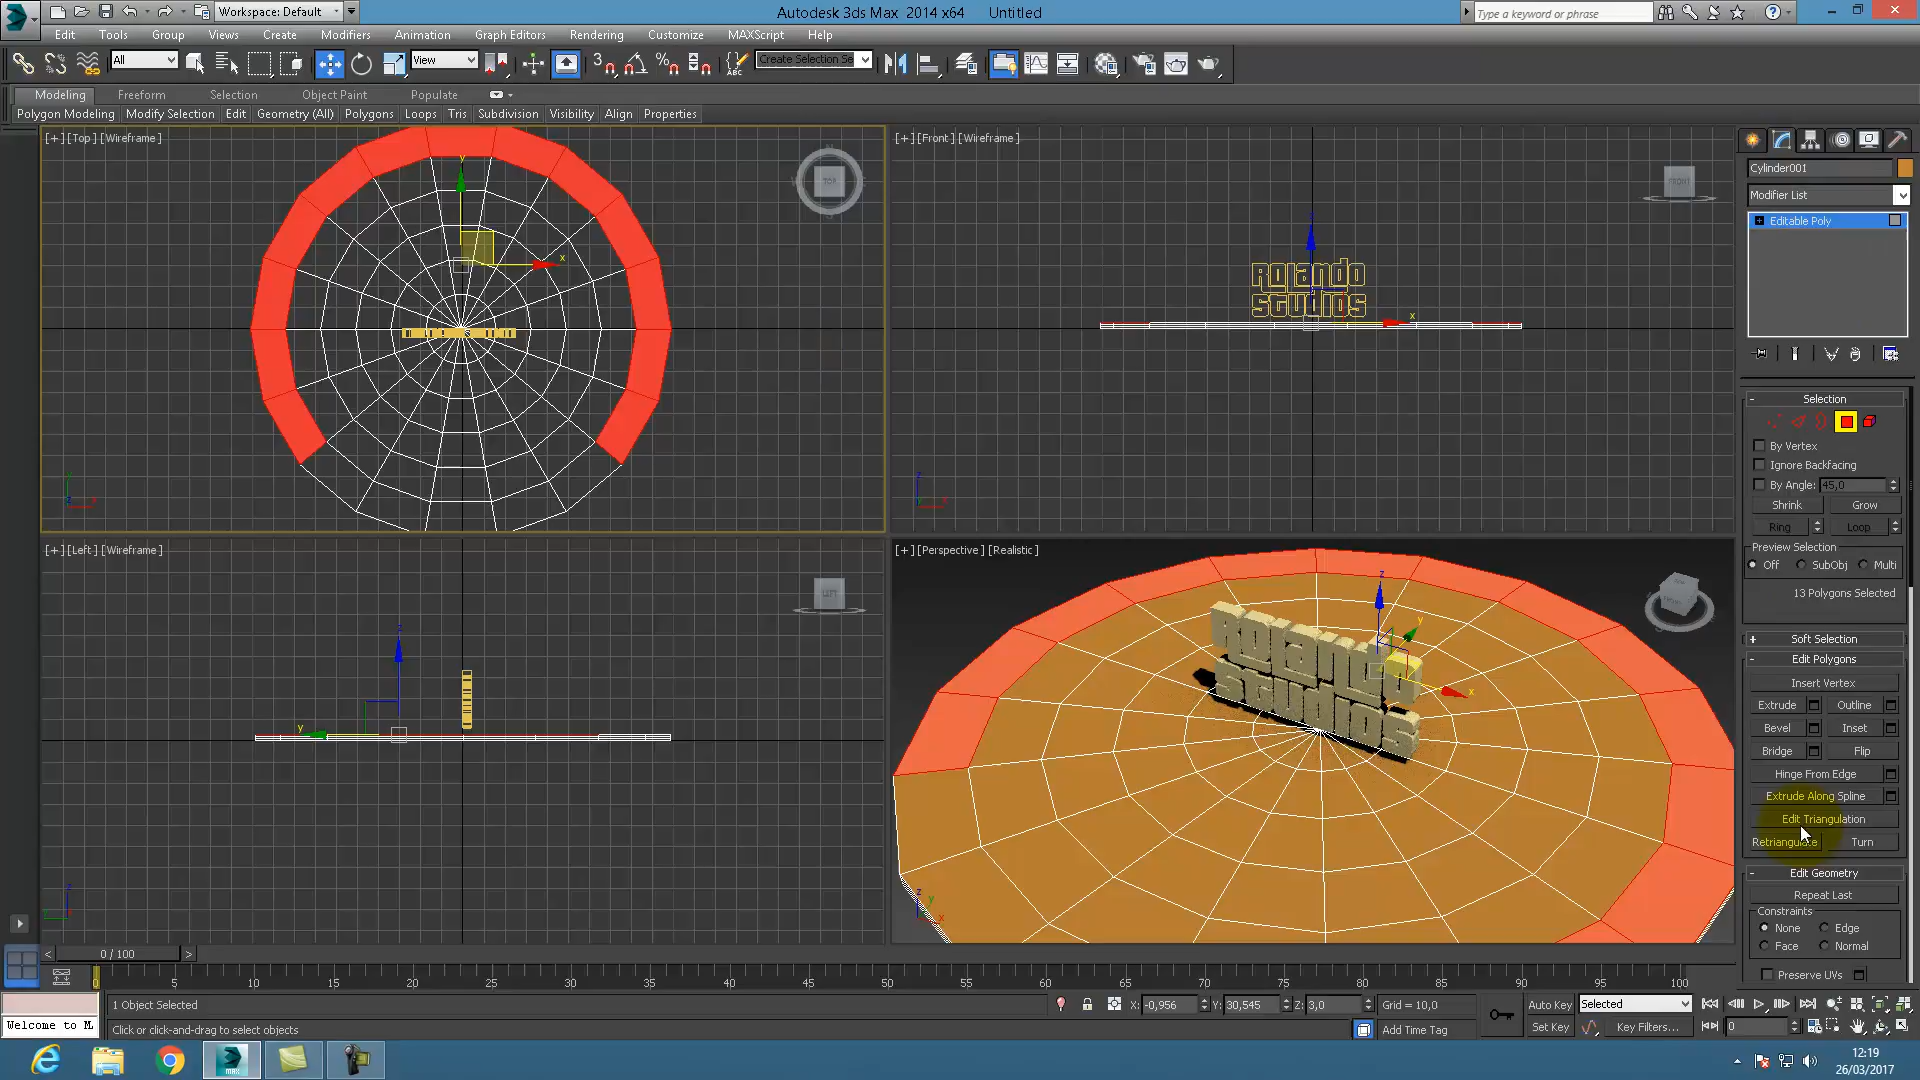 Workspace: Default
Autodesk 3ds Max 2014 x64 Untitled
Type a keyword or phrase
Edit Tools Group Views Create Modifiers Animation Graph Editors Rendering Customize MAXScript Help
All View Create Selection Se
Modeling Freeform Selection Object Paint Populate
Polygon Modeling Modify Selection Edit Geometry (All) Polygons Loops Tris Subdivision Visibility Align Properties
[+][Top][Wireframe]
[+][Front][Wireframe]
TOP
FRONT
Rolando
studios
[+][Left][Wireframe]
[+][Perspective][Realistic]
LEFT
Rolando
studios
Cylinder001
Modifier List
Editable Poly
Selection
By Vertex
Ignore Backfacing
By Angle: 45,0
Shrink Grow
Ring Loop
Preview Selection
Off SubObj Multi
13 Polygons Selected
Soft Selection
Edit Polygons
Insert Vertex
Extrude Outline
Bevel Inset
Bridge Flip
Hinge From Edge
Extrude Along Spline
Edit Triangulation
Retriangulate Turn
Edit Geometry
Repeat Last
Constraints
None Edge
Face Normal
Preserve UVs
0 / 100
0 5 10 15 20 25 30 35 40 45 50 55 60 65 70 75 80 85 90 95 100
1 Object Selected X: -0,956 Y: 30,545 Z: 3,0 Grid = 10,0 Auto Key Selected
Welcome to M Click or click-and-drag to select objects Add Time Tag Set Key Key Filters... 0
12:19
26/03/2017